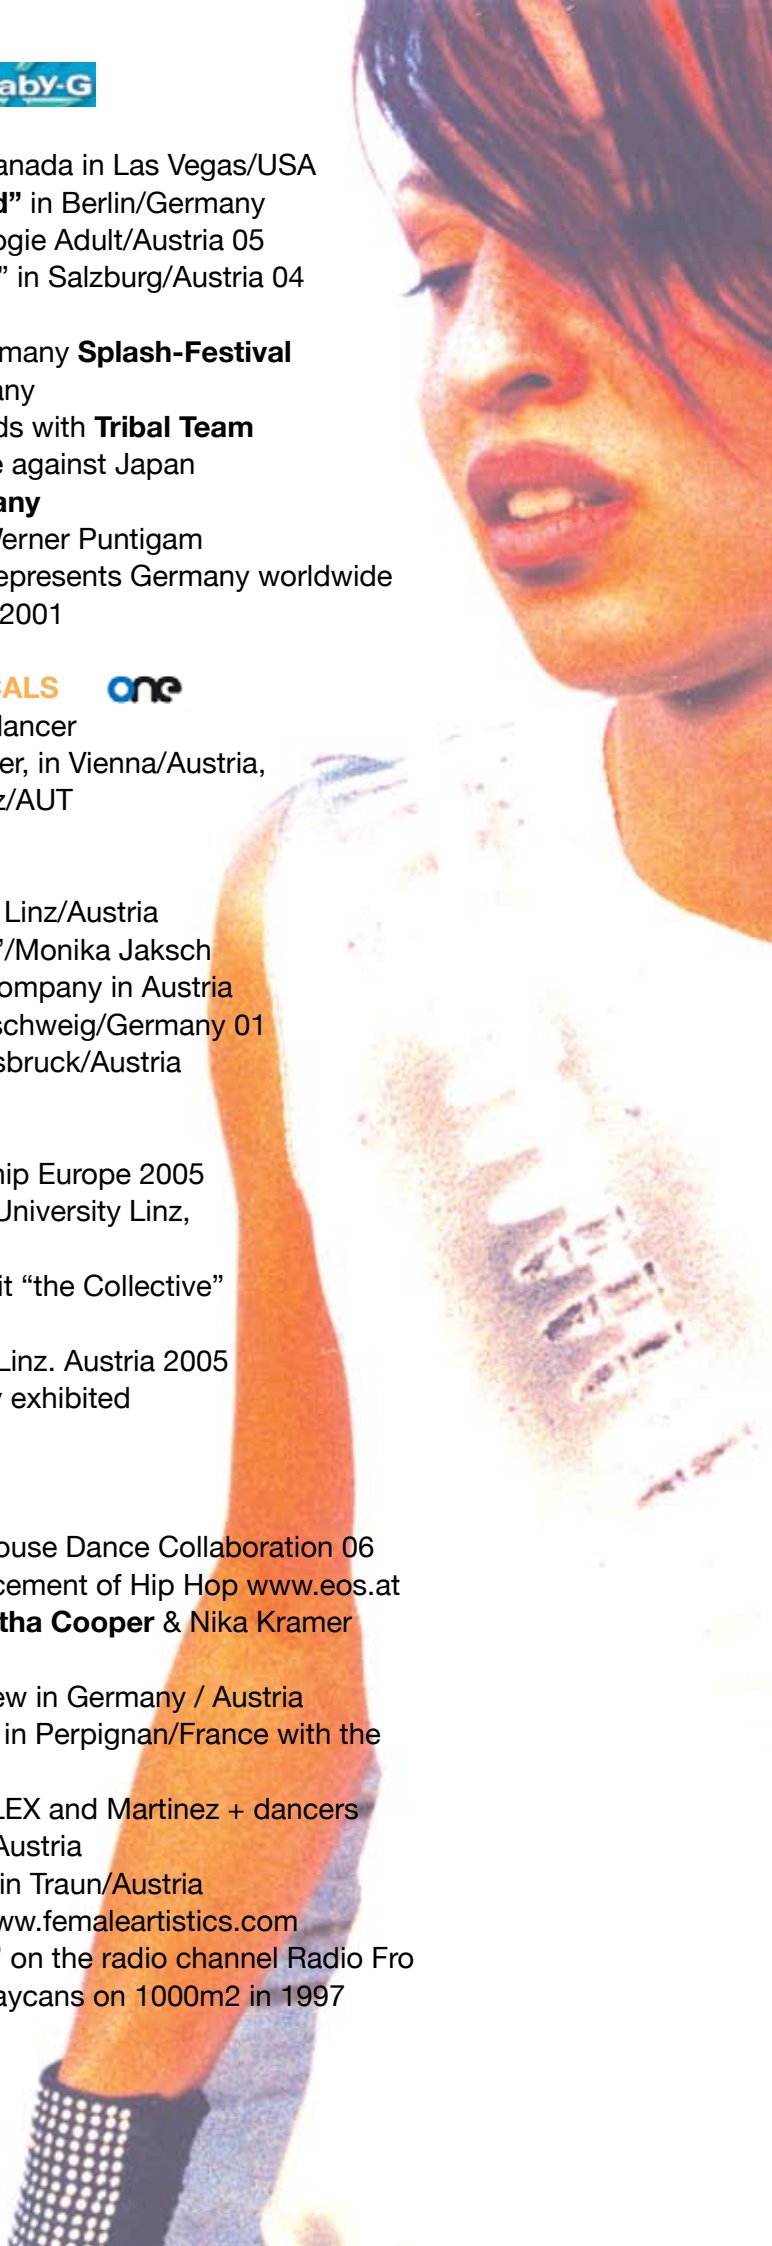 aby-G
anada in Las Vegas/USA
d” in Berlin/Germany
ogie Adult/Austria 05
” in Salzburg/Austria 04
many Splash-Festival
any
ds with Tribal Team
e against Japan
any
Werner Puntigam
epresents Germany worldwide
2001
CALS one
dancer
er, in Vienna/Austria,
z/AUT
Linz/Austria
”/Monika Jaksch
ompany in Austria
schweig/Germany 01
sbruck/Austria
hip Europe 2005
University Linz,
it “the Collective”
Linz. Austria 2005
y exhibited
ouse Dance Collaboration 06
cement of Hip Hop www.eos.at
tha Cooper & Nika Kramer
ew in Germany / Austria
in Perpignan/France with the
LEX and Martinez + dancers
Austria
in Traun/Austria
ww.femaleartistics.com
” on the radio channel Radio Fro
aycans on 1000m2 in 1997